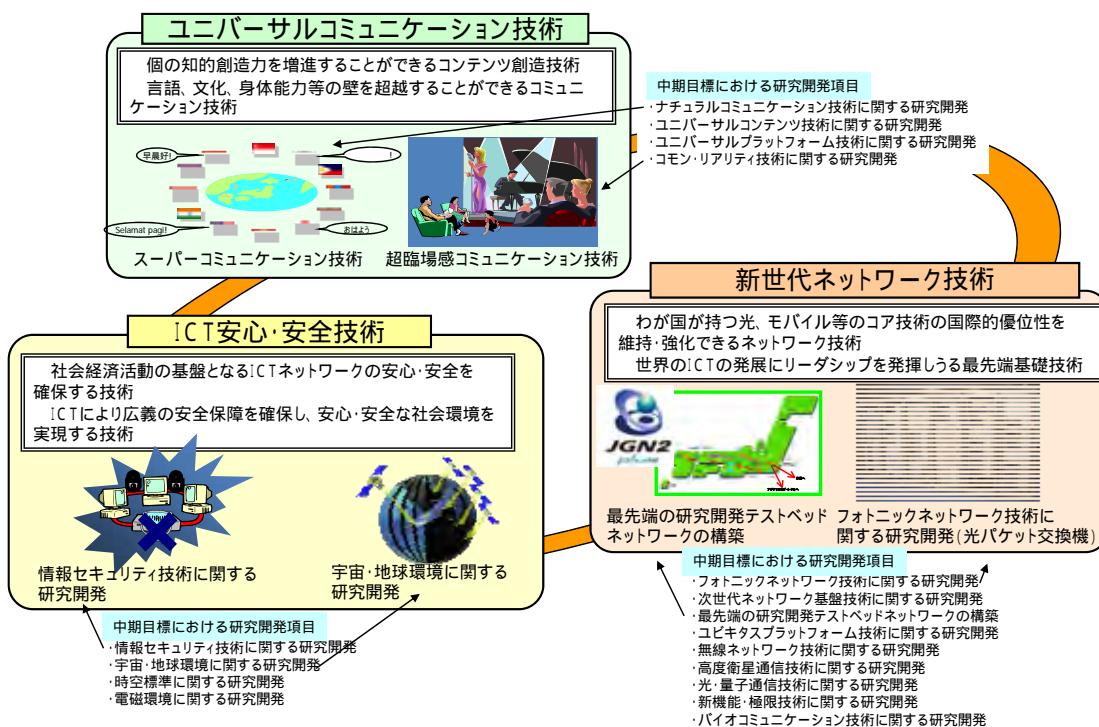 ユニバーサルコミュニケーション技術
個の知的創造力を増進することができるコンテンツ創造技術
言語、文化、身体能力等の壁を超越することができるコミュニ
ケーション技術
早晨好!
!
Selamat pagi!
おはよう
スーパーコミュニケーション技術
超臨場感コミュニケーション技術
中期目標における研究開発項目
・ナチュラルコミュニケーション技術に関する研究開発
・ユニバーサルコンテンツ技術に関する研究開発
・ユニバーサルプラットフォーム技術に関する研究開発
・コモン・リアリティ技術に関する研究開発
ICT安心・安全技術
社会経済活動の基盤となるICTネットワークの安心・安全を
確保する技術
ICTにより広義の安全保障を確保し、安心・安全な社会環境を
実現する技術
情報セキュリティ技術に関する
研究開発
宇宙・地球環境に関する
研究開発
中期目標における研究開発項目
・情報セキュリティ技術に関する研究開発
・宇宙・地球環境に関する研究開発
・時空標準に関する研究開発
・電磁環境に関する研究開発
新世代ネットワーク技術
わが国が持つ光、モバイル等のコア技術の国際的優位性を
維持・強化できるネットワーク技術
世界のICTの発展にリーダシップを発揮しうる最先端基礎技術
JGN2
plus
最先端の研究開発テストベッド
ネットワークの構築
フォトニックネットワーク技術に
関する研究開発(光パケット交換機)
中期目標における研究開発項目
・フォトニックネットワーク技術に関する研究開発
・次世代ネットワーク基盤技術に関する研究開発
・最先端の研究開発テストベッドネットワークの構築
・ユビキタスプラットフォーム技術に関する研究開発
・無線ネットワーク技術に関する研究開発
・高度衛星通信技術に関する研究開発
・光・量子通信技術に関する研究開発
・新機能・極限技術に関する研究開発
・バイオコミュニケーション技術に関する研究開発